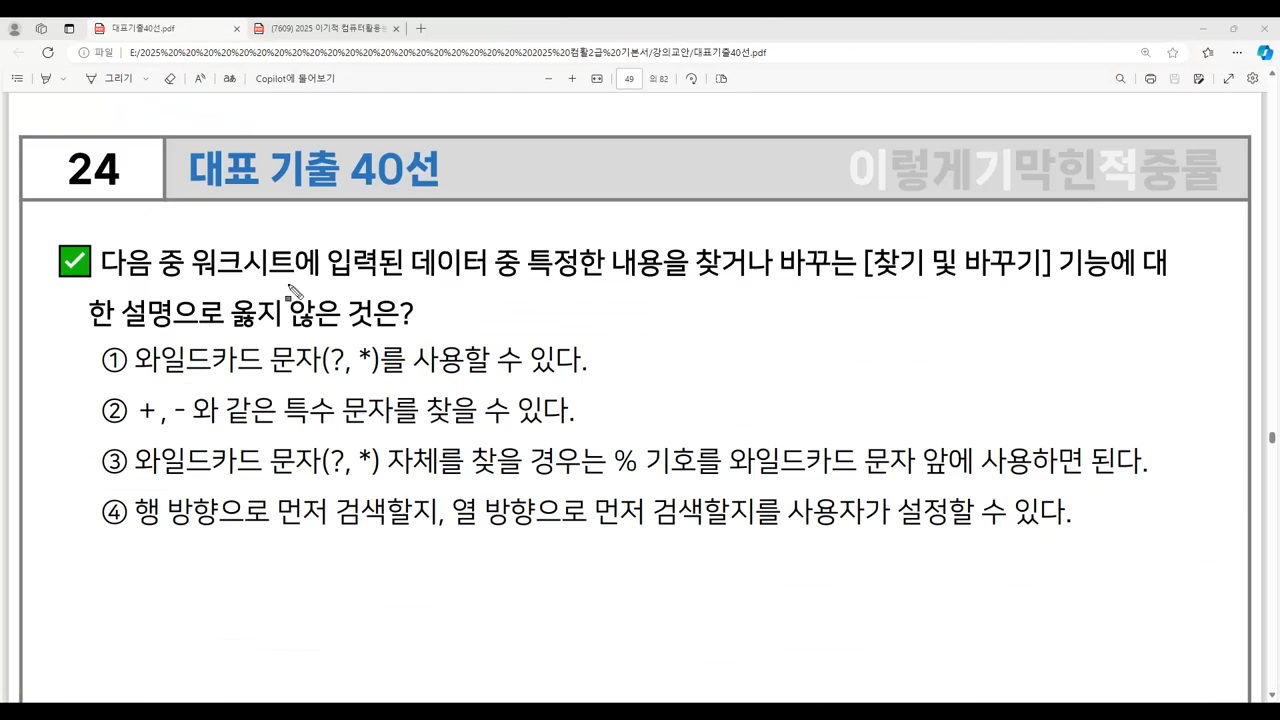 대표기출40선.pdf
(7609) 2025 이기적 컴퓨터활용능
파일 E:/2025%20%20%20%20%20%20%20%20%20%20%20%20%20%20%20%20%20%20%20%202025%20컴활2급%20기본서/강의교안/대표기출40선.pdf
그리기 Copilot에 물어보기 49 의 82
24 대표 기출 40선 이렇게기막힌적중률
다음 중 워크시트에 입력된 데이터 중 특정한 내용을 찾거나 바꾸는 [찾기 및 바꾸기] 기능에 대
한 설명으로 옳지 않은 것은?
① 와일드카드 문자(?, *)를 사용할 수 있다.
② +, - 와 같은 특수 문자를 찾을 수 있다.
③ 와일드카드 문자(?, *) 자체를 찾을 경우는 % 기호를 와일드카드 문자 앞에 사용하면 된다.
④ 행 방향으로 먼저 검색할지, 열 방향으로 먼저 검색할지를 사용자가 설정할 수 있다.